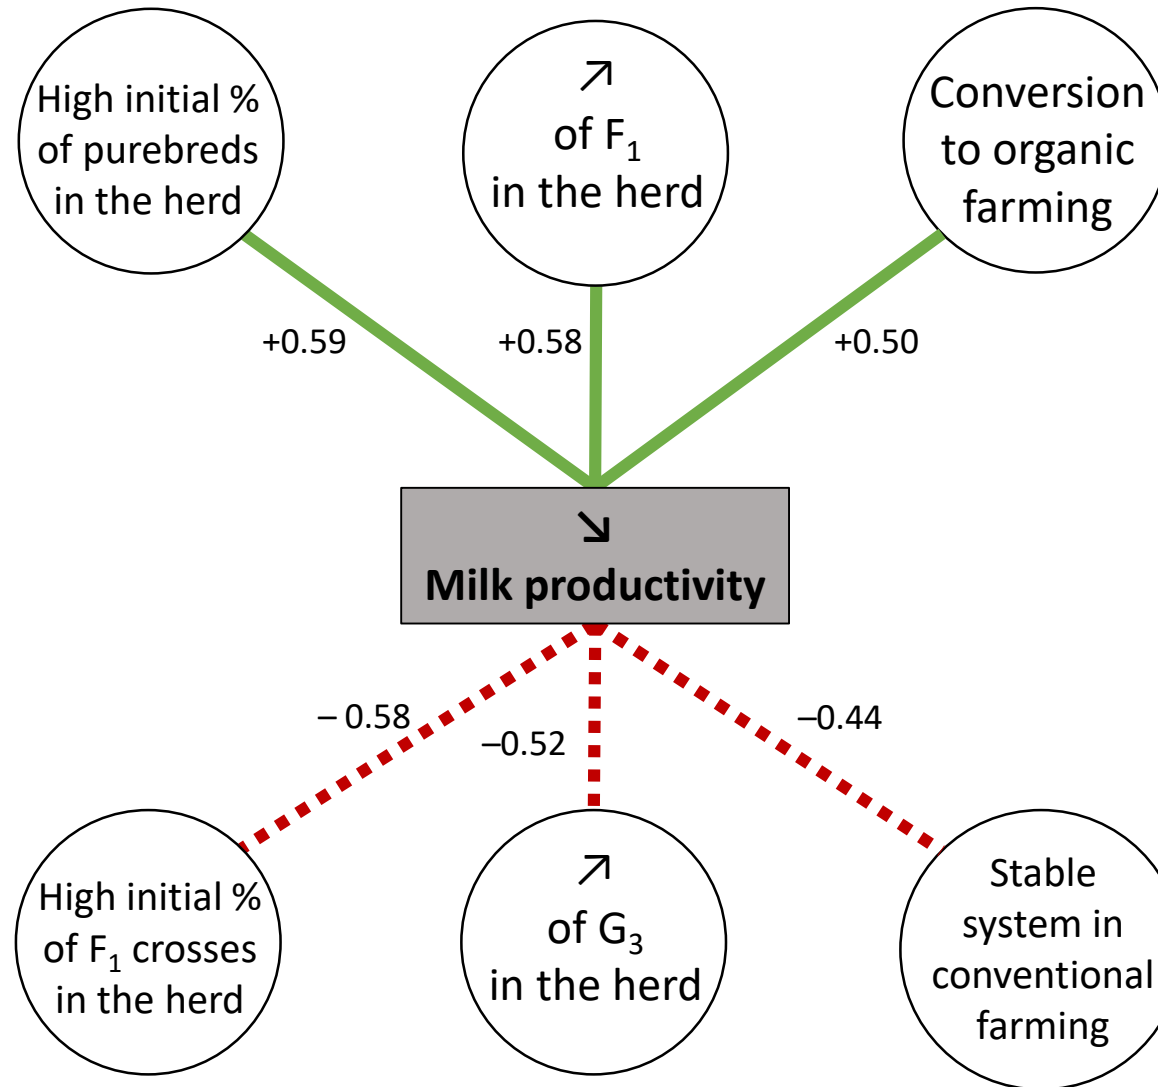 High initial %
of purebreds
in the herd
↗
of F₁
in the herd
Conversion
to organic
farming
+0.59
+0.58
+0.50
↘
Milk productivity
– 0.58
–0.52
–0.44
High initial %
of F₁ crosses
in the herd
↗
of G₃
in the herd
Stable
system in
conventional
farming